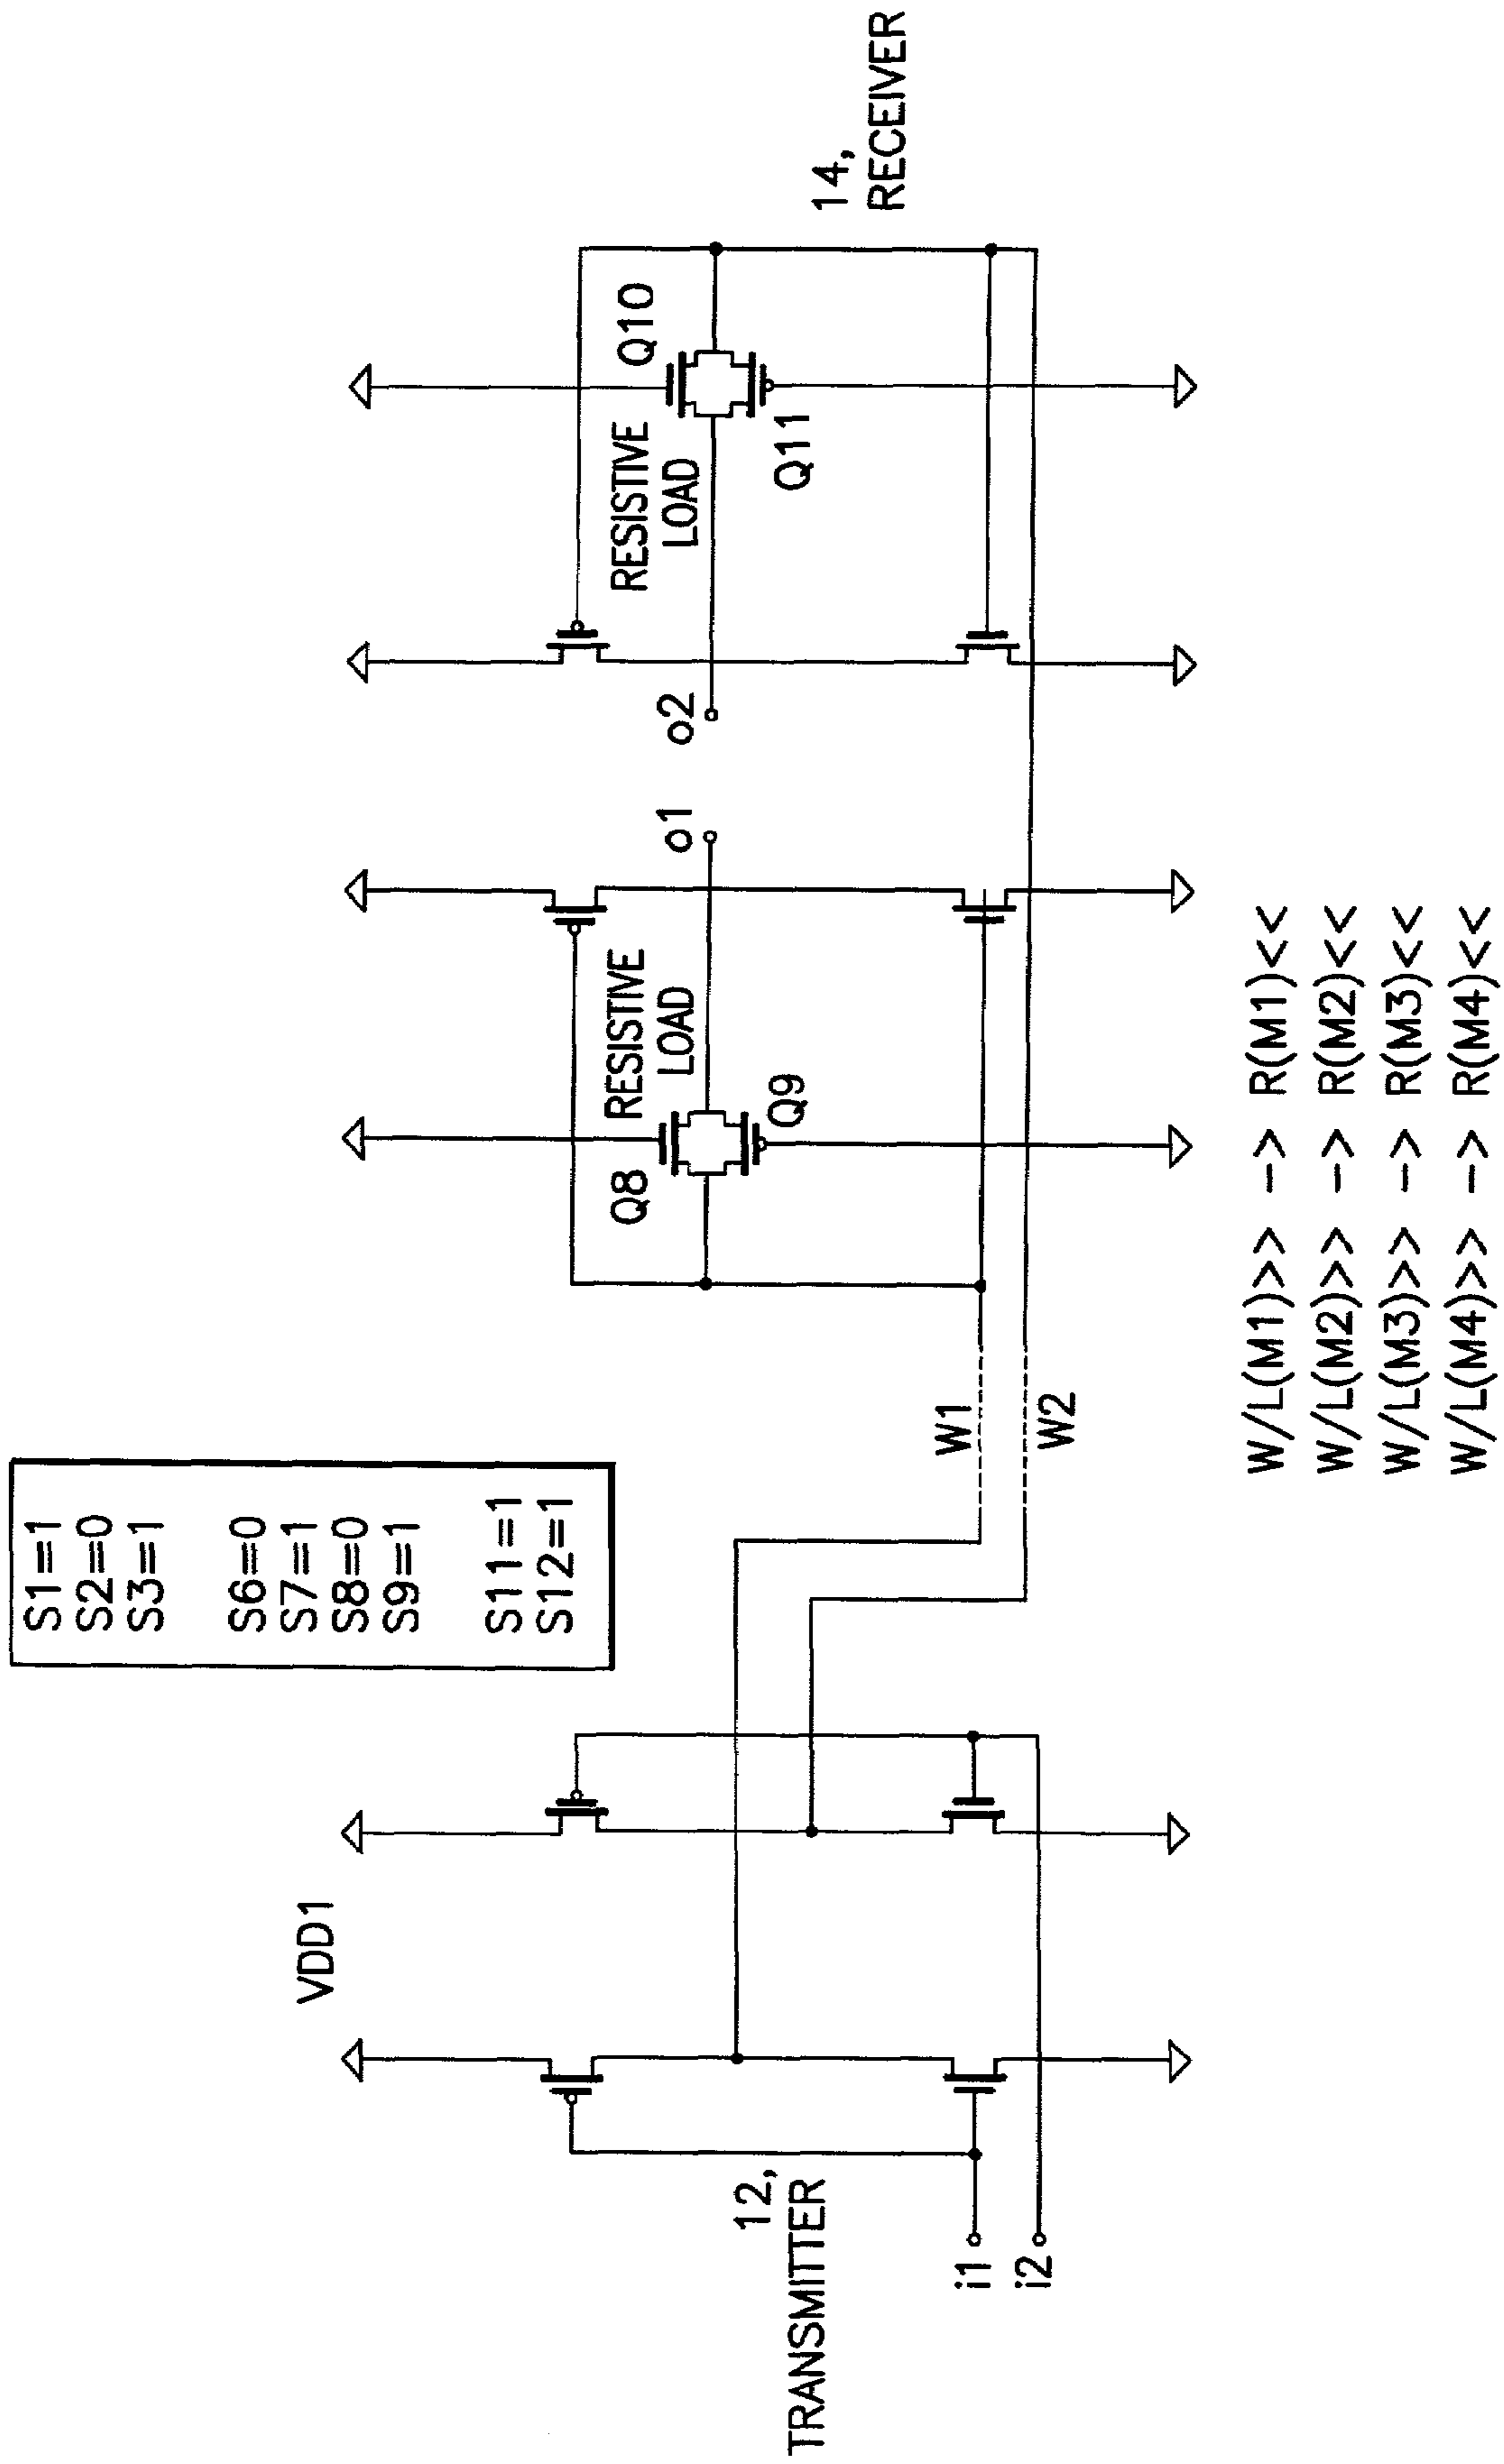 S1=1
S2=0
S3=1
S6=0
S7=1
S8=0
S9=1
S11=1
S12=1
VDD1
12,
TRANSMITTER
i1
i2
W1
W2
Q8
RESISTIVE
LOAD
Q9
o1
o2
RESISTIVE
LOAD
Q10
Q11
14,
RECEIVER
W/L(M1)>> -> R(M1)<<
W/L(M2)>> -> R(M2)<<
W/L(M3)>> -> R(M3)<<
W/L(M4)>> -> R(M4)<<